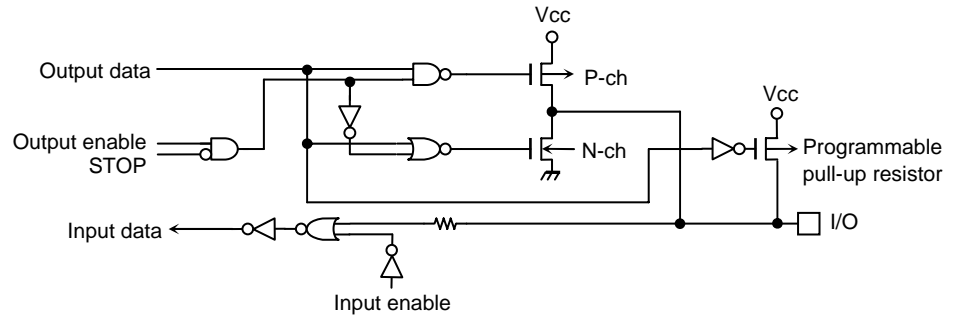 Vcc
Output data
P-ch
Vcc
Output enable
STOP
N-ch
Programmable
pull-up resistor
Input data
I/O
Input enable